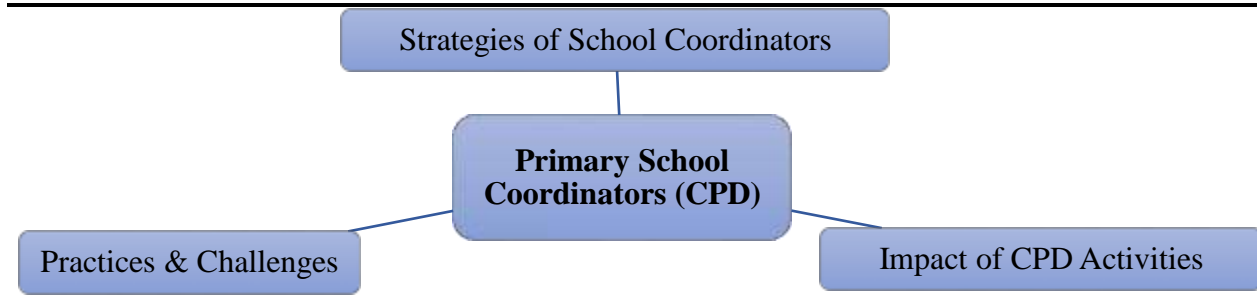 Strategies of School Coordinators
Primary School
Coordinators (CPD)
Practices & Challenges
Impact of CPD Activities